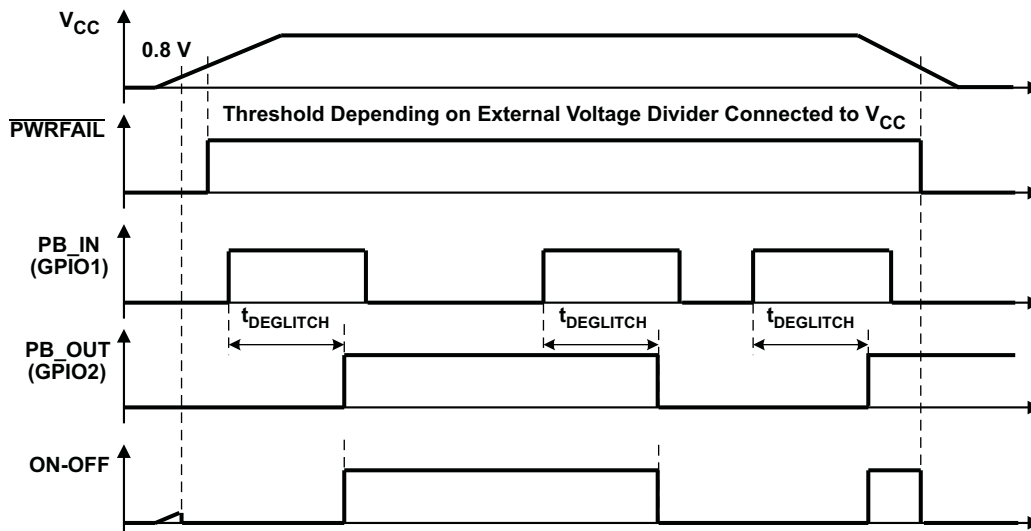 VCC
0.8 V
Threshold Depending on External Voltage Divider Connected to VCC
PWRFAIL
PB_IN
(GPIO1)
tDEGLITCH
tDEGLITCH
tDEGLITCH
PB_OUT
(GPIO2)
ON-OFF